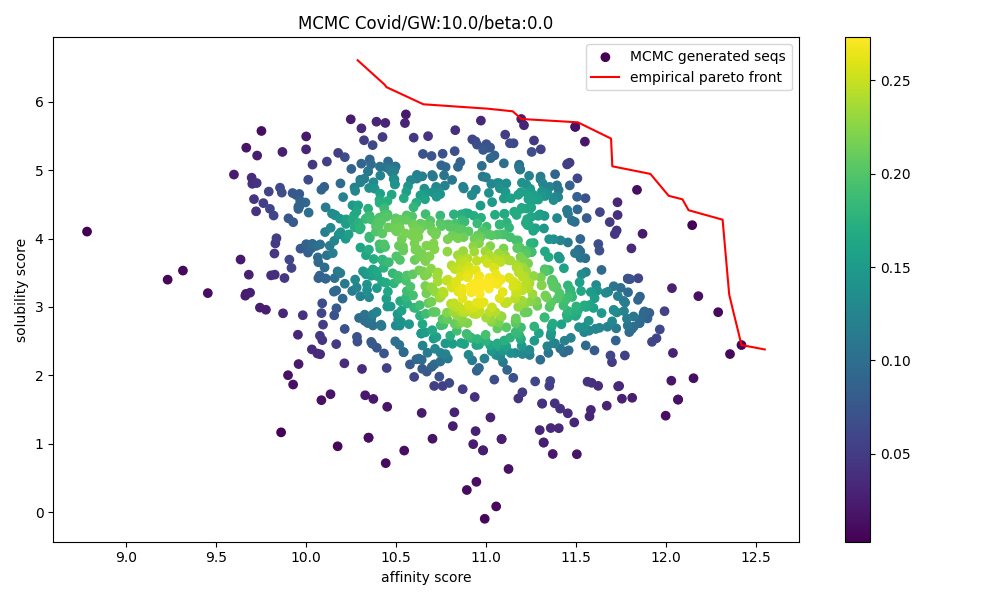 MCMC Covid/GW:10.0/beta:0.0
MCMC generated seqs
empirical pareto front
solubility score
6
5
4
3
2
1
0
9.0 9.5 10.0 10.5 11.0 11.5 12.0 12.5
affinity score
0.25
0.20
0.15
0.10
0.05